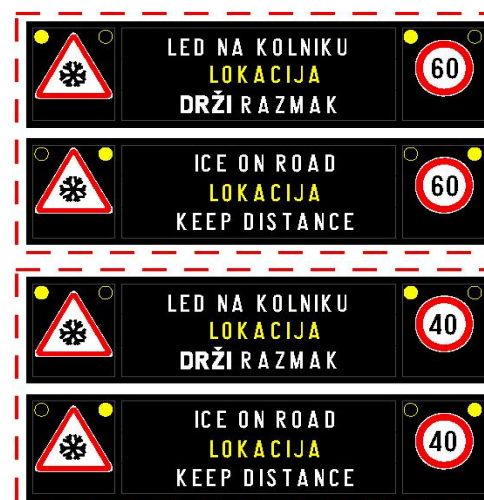 LED NA KOLNIKU
LOKACIJA
DRŽI RAZMAK
60
ICE ON ROAD
LOKACIJA
KEEP DISTANCE
60
LED NA KOLNIKU
LOKACIJA
DRŽI RAZMAK
40
ICE ON ROAD
LOKACIJA
KEEP DISTANCE
40